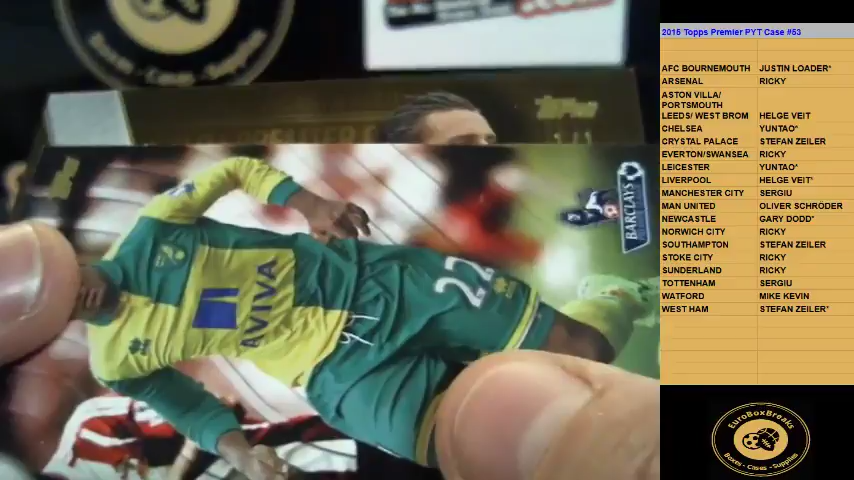 2015 Topps Premier PYT Case #53
AFC BOURNEMOUTH JUSTIN LOADER*
ARSENAL RICKY
ASTON VILLA/
PORTSMOUTH
LEEDS/ WEST BROM HELGE VEIT
CHELSEA YUNTAO*
CRYSTAL PALACE STEFAN ZEILER
EVERTON/SWANSEA RICKY
LEICESTER YUNTAO*
LIVERPOOL HELGE VEIT*
MANCHESTER CITY SERGIU
MAN UNITED OLIVER SCHRÖDER
NEWCASTLE GARY DODD*
NORWICH CITY RICKY
SOUTHAMPTON STEFAN ZEILER
STOKE CITY RICKY
SUNDERLAND RICKY
TOTTENHAM SERGIU
WATFORD MIKE KEVIN
WEST HAM STEFAN ZEILER*
EuroBoxBreaks
Boxes - Cases - Supplies
Boxes - Cases - Supplies
Topps
BARCLAYS
AVIVA
22